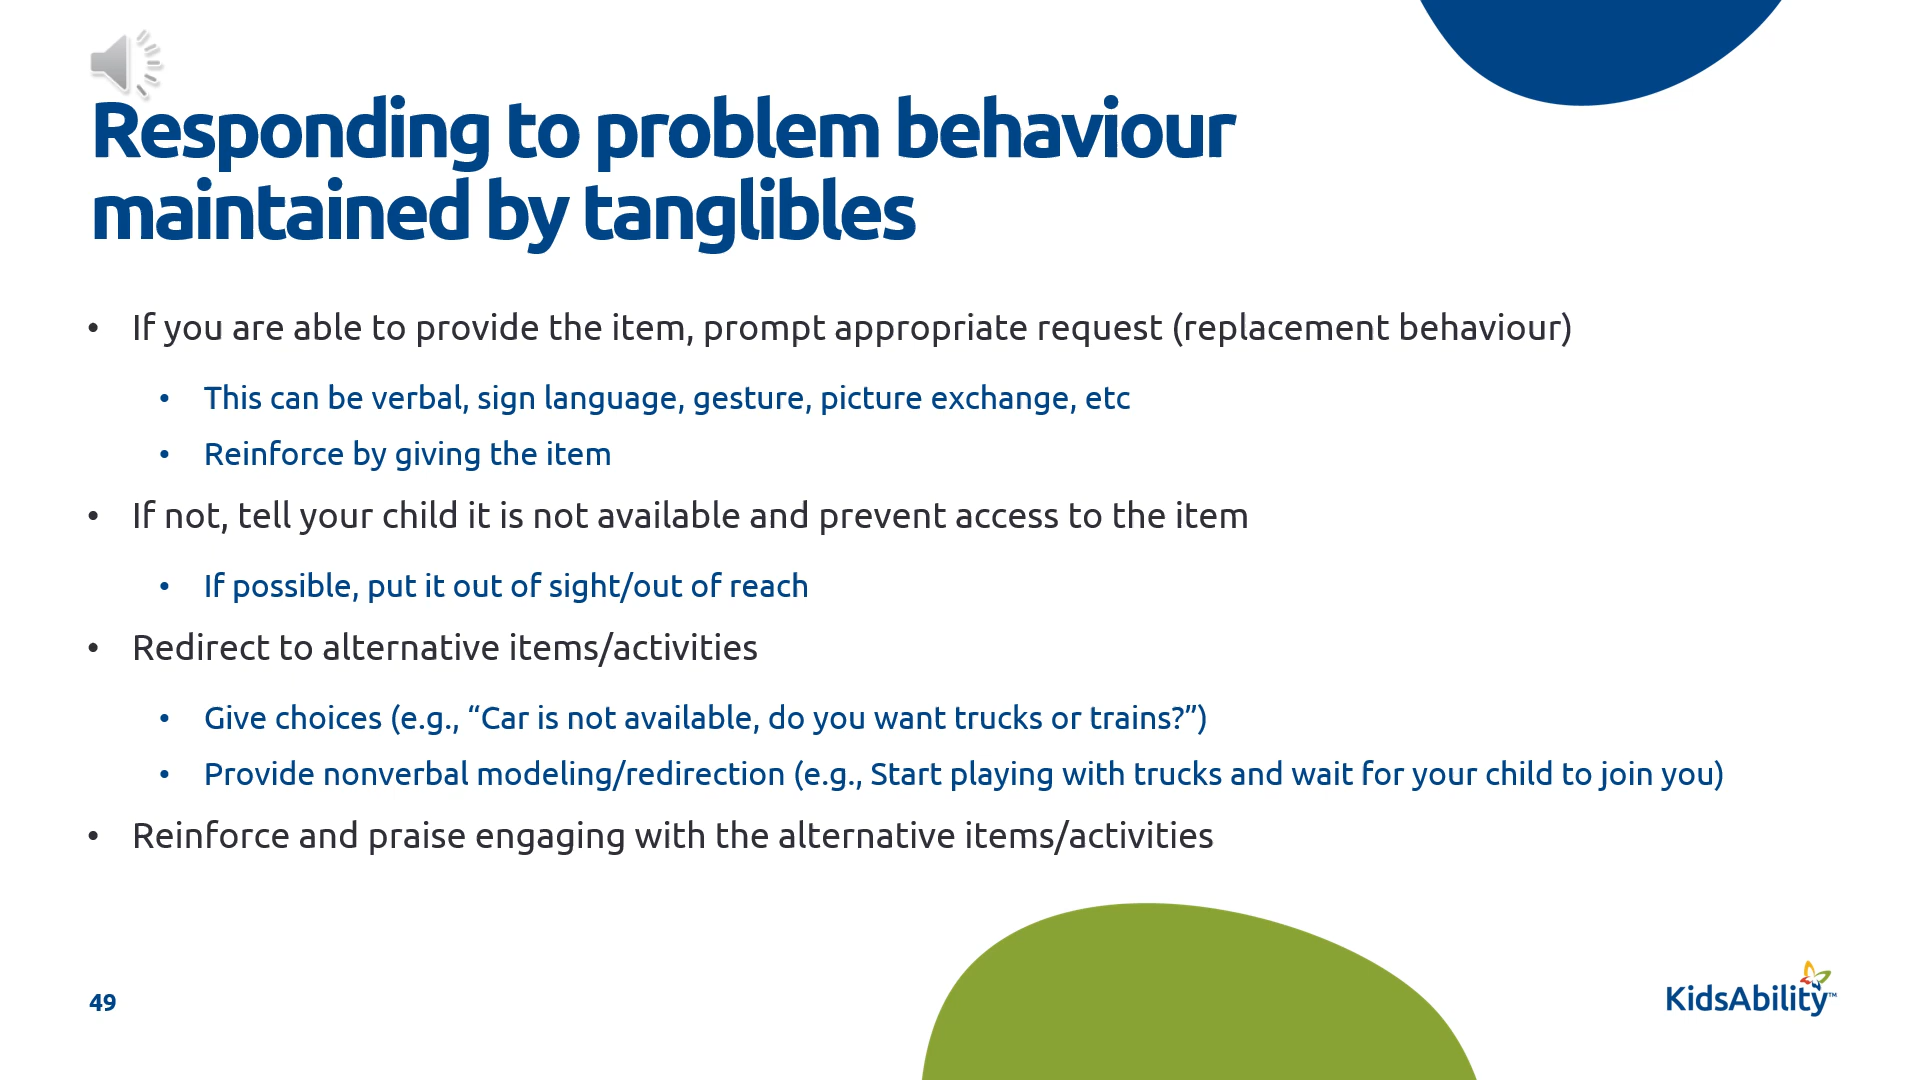 Responding to problem behaviour
maintained by tanglibles
• If you are able to provide the item, prompt appropriate request (replacement behaviour)
• This can be verbal, sign language, gesture, picture exchange, etc
• Reinforce by giving the item
• If not, tell your child it is not available and prevent access to the item
• If possible, put it out of sight/out of reach
• Redirect to alternative items/activities
• Give choices (e.g., “Car is not available, do you want trucks or trains?”)
• Provide nonverbal modeling/redirection (e.g., Start playing with trucks and wait for your child to join you)
• Reinforce and praise engaging with the alternative items/activities
49
KidsAbility™